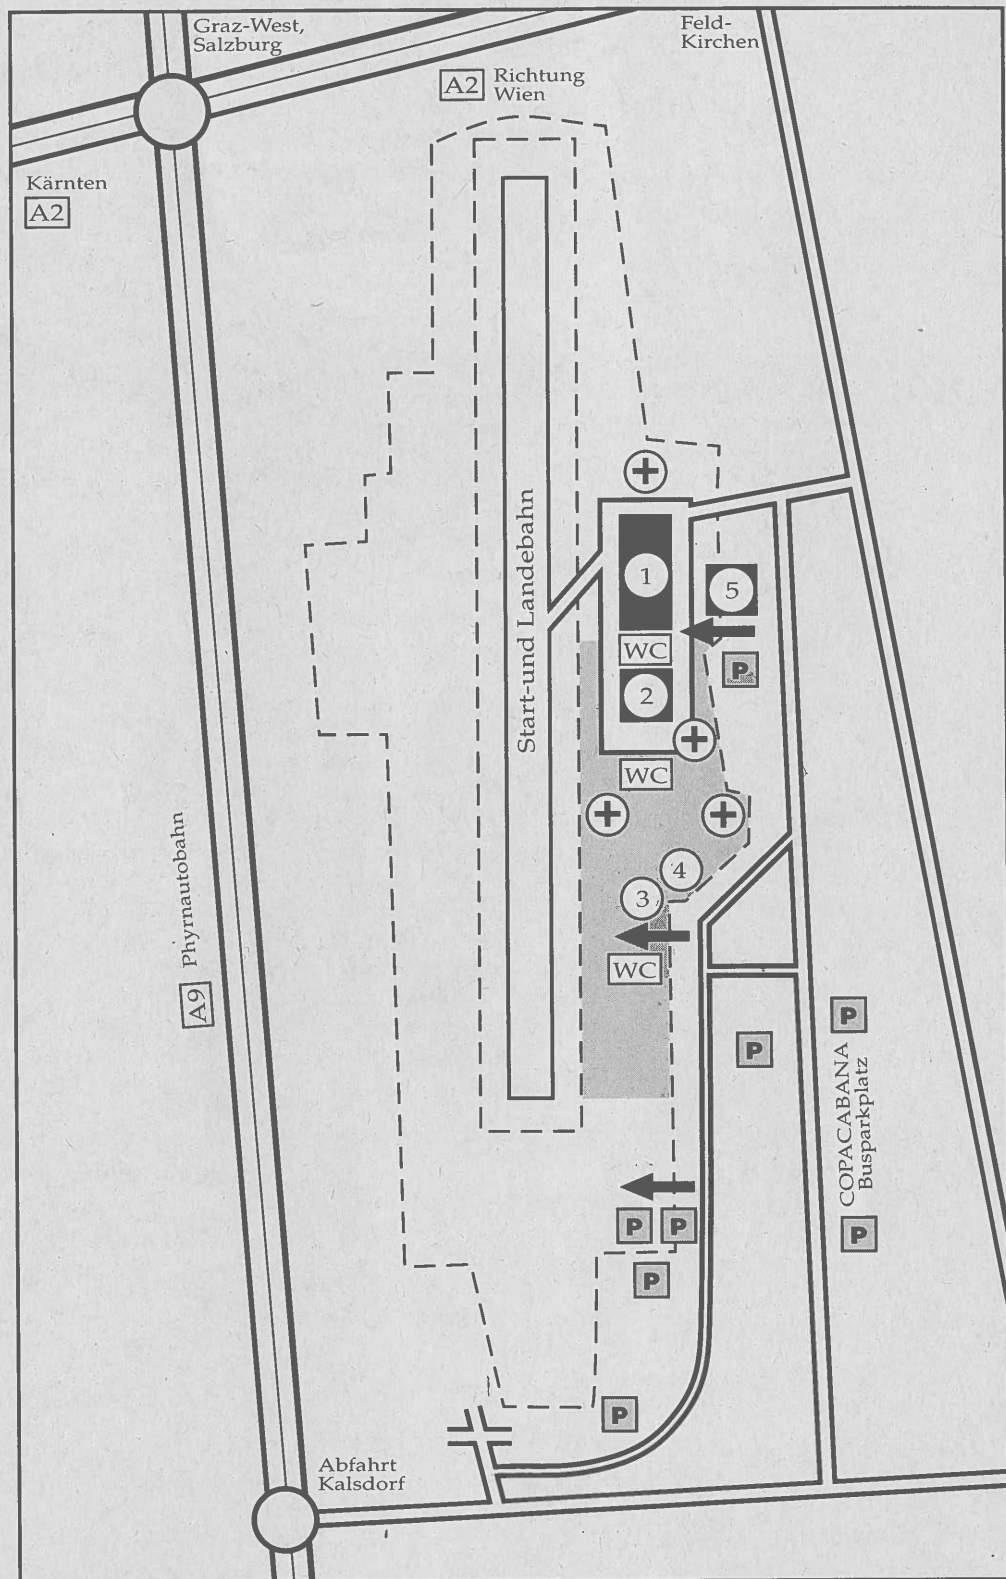 Graz-West,
Salzburg
Feld-
Kirchen
A2 Richtung
Wien
Kärnten
A2
Start-und Landebahn
1
5
WC
P
2
WC
4
3
WC
A9 Phyrnautobahn
P
P
COPACABANA
Busparkplatz
P
P
P
P
P
Abfahrt
Kalsdorf